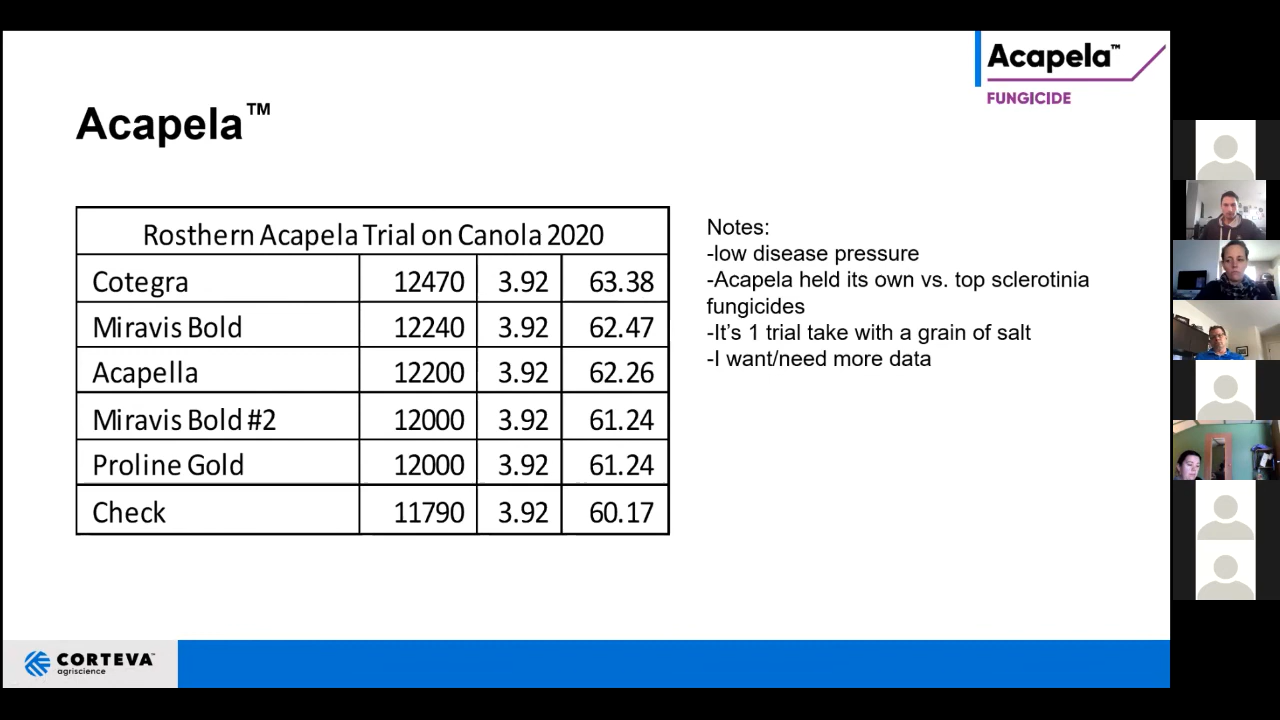 Acapela™
FUNGICIDE
Acapela™
Rosthern Acapela Trial on Canola 2020
Cotegra 12470 3.92 63.38
Miravis Bold 12240 3.92 62.47
Acapella 12200 3.92 62.26
Miravis Bold #2 12000 3.92 61.24
Proline Gold 12000 3.92 61.24
Check 11790 3.92 60.17
Notes:
-low disease pressure
-Acapela held its own vs. top sclerotinia
fungicides
-It's 1 trial take with a grain of salt
-I want/need more data
CORTEVA™
agriscience